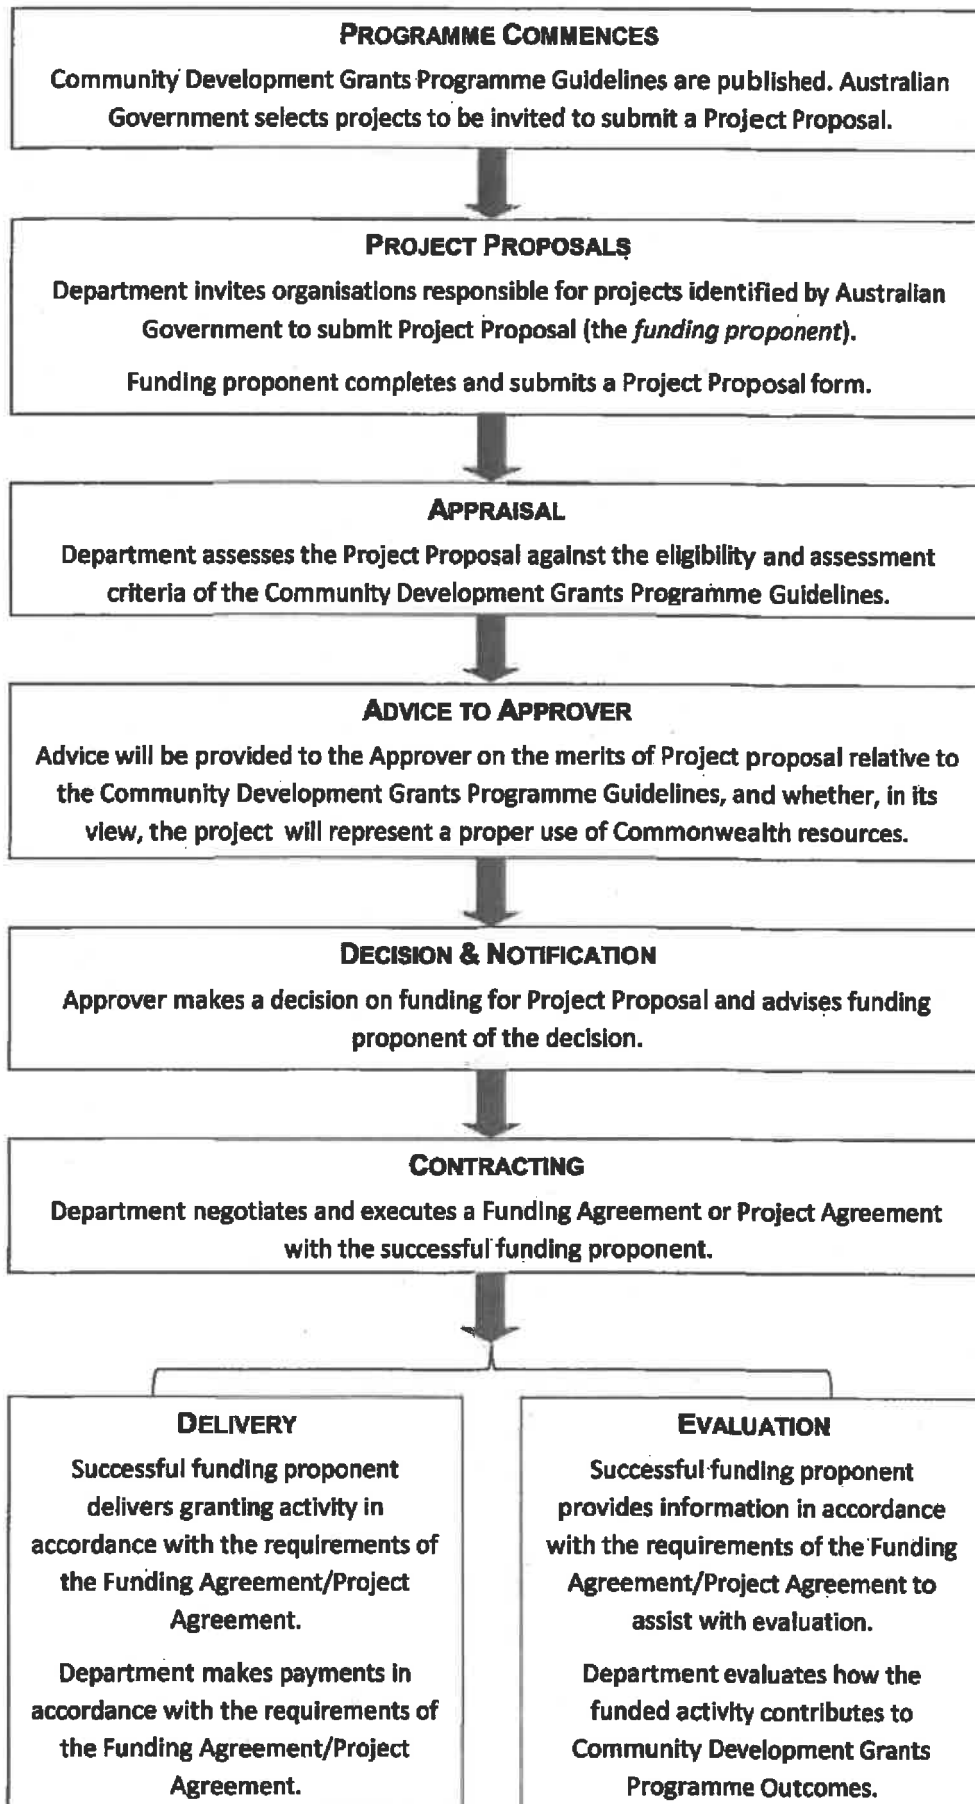 PROGRAMME COMMENCES
Community Development Grants Programme Guidelines are published. Australian
Government selects projects to be invited to submit a Project Proposal.
PROJECT PROPOSALS
Department invites organisations responsible for projects identified by Australian
Government to submit Project Proposal (the funding proponent).
Funding proponent completes and submits a Project Proposal form.
APPRAISAL
Department assesses the Project Proposal against the eligibility and assessment
criteria of the Community Development Grants Programme Guidelines.
ADVICE TO APPROVER
Advice will be provided to the Approver on the merits of Project proposal relative to
the Community Development Grants Programme Guidelines, and whether, in its
view, the project will represent a proper use of Commonwealth resources.
DECISION & NOTIFICATION
Approver makes a decision on funding for Project Proposal and advises funding
proponent of the decision.
CONTRACTING
Department negotiates and executes a Funding Agreement or Project Agreement
with the successful funding proponent.
DELIVERY
Successful funding proponent
delivers granting activity in
accordance with the requirements of
the Funding Agreement/Project
Agreement.
Department makes payments in
accordance with the requirements of
the Funding Agreement/Project
Agreement.
EVALUATION
Successful funding proponent
provides information in accordance
with the requirements of the Funding
Agreement/Project Agreement to
assist with evaluation.
Department evaluates how the
funded activity contributes to
Community Development Grants
Programme Outcomes.